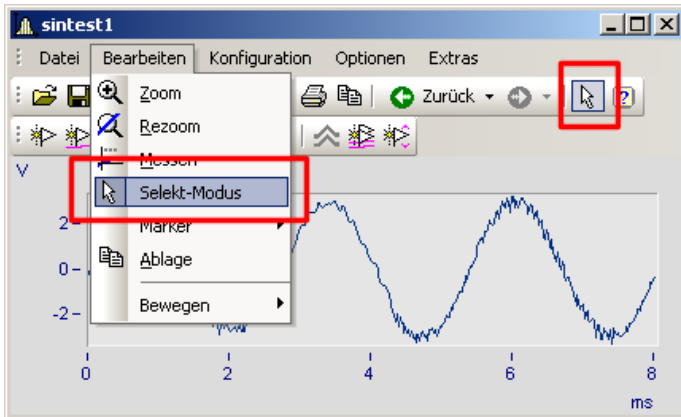 sintest1
Datei Bearbeiten Konfiguration Optionen Extras
Zurück
Zoom
Rezoom
Messen
Selekt-Modus
Marker
Ablage
Bewegen
V
2
0
-2
0 2 4 6 8
ms